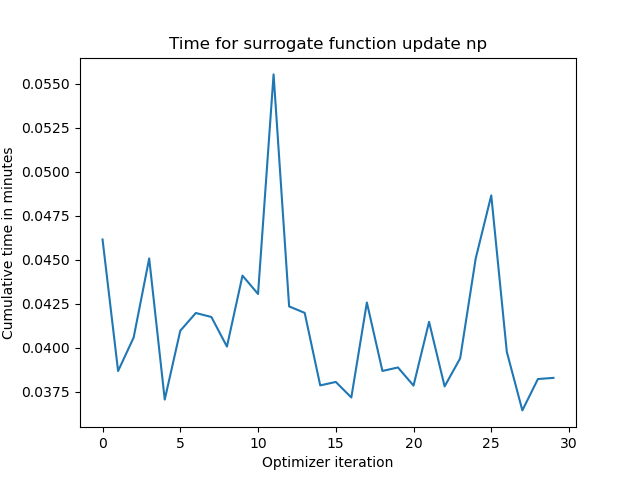 Time for surrogate function update np
Cumulative time in minutes
0.0550
0.0525
0.0500
0.0475
0.0450
0.0425
0.0400
0.0375
0 5 10 15 20 25 30
Optimizer iteration